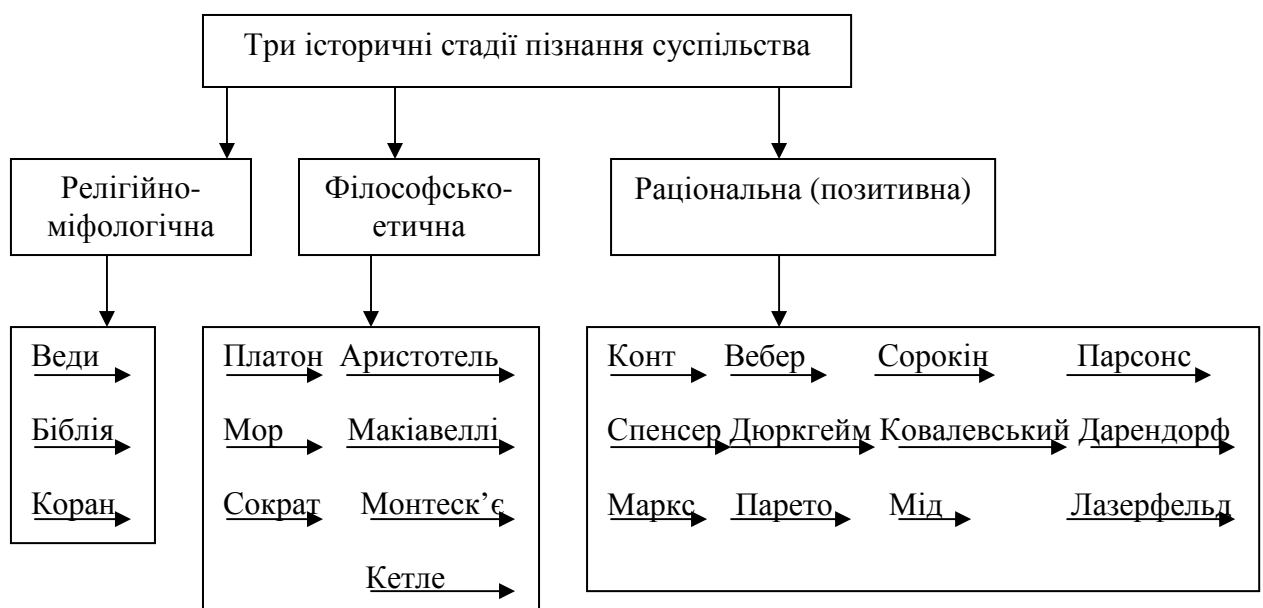 Три історичні стадії пізнання суспільства
Релігійно-
міфологічна
Філософсько-
етична
Раціональна (позитивна)
Веди
Біблія
Коран
Платон Аристотель
Мор Макіавеллі
Сократ Монтеск’є
Кетле
Конт Вебер Сорокін Парсонс
Спенсер Дюркгейм Ковалевський Дарендорф
Маркс Парето Мід Лазерфельд